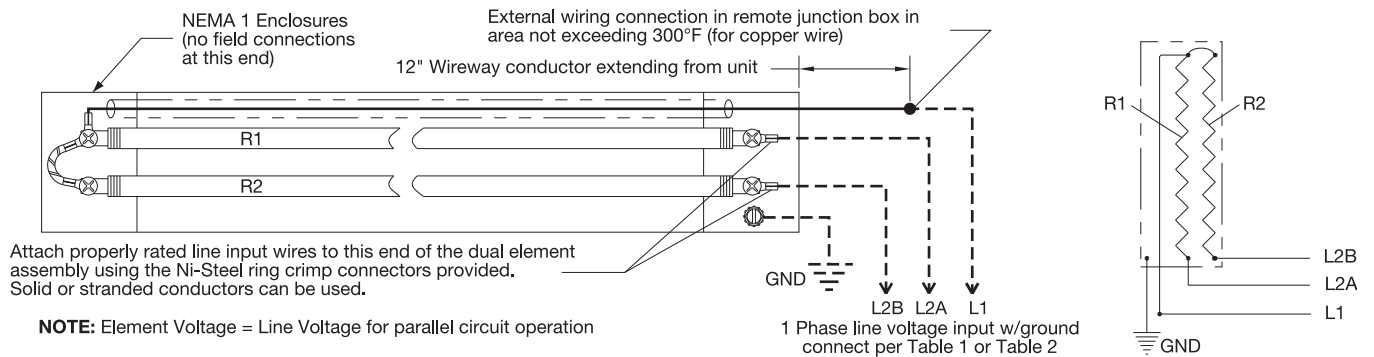 NEMA 1 Enclosures
(no field connections
at this end)
External wiring connection in remote junction box in
area not exceeding 300°F (for copper wire)
12" Wireway conductor extending from unit
R1
R2
Attach properly rated line input wires to this end of the dual element
assembly using the Ni-Steel ring crimp connectors provided.
Solid or stranded conductors can be used.
NOTE: Element Voltage = Line Voltage for parallel circuit operation
GND
L2B L2A L1
1 Phase line voltage input w/ground
connect per Table 1 or Table 2
R1
R2
L2B
L2A
L1
GND